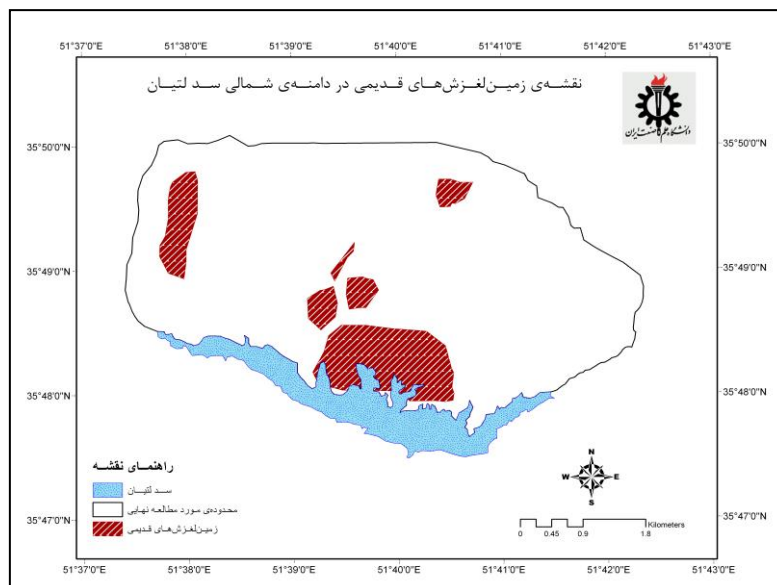 51°37'0"E 51°38'0"E 51°39'0"E 51°40'0"E 51°41'0"E 51°42'0"E 51°43'0"E
نقشه‌ی زمین‌لغزش‌های قدیمی در دامنه‌ی شمالی سد لتیان
دانشگاه علم و صنعت ایران
35°50'0"N 35°50'0"N
35°49'0"N 35°49'0"N
35°48'0"N 35°48'0"N
35°47'0"N 35°47'0"N
راهنمای نقشه
سد لتیان
محدوده‌ی مورد مطالعه نهایی
زمین‌لغزش‌های قدیمی
N
W E
S
Kilometers
0 0.45 0.9 1.8
51°37'0"E 51°38'0"E 51°39'0"E 51°40'0"E 51°41'0"E 51°42'0"E 51°43'0"E